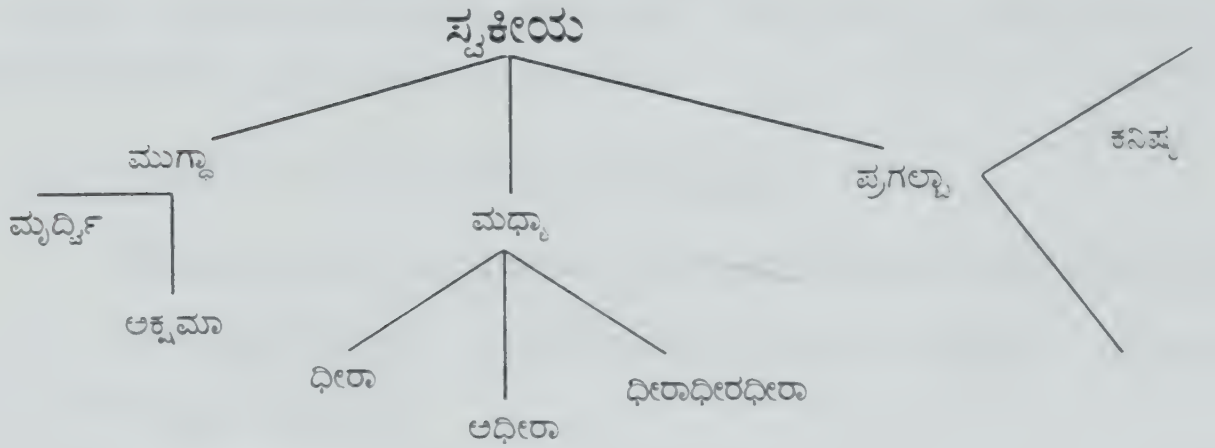 ಸ್ವಕೀಯ
ಮುಗ್ಧಾ
ಕನಿಷ್ಠ
ಪ್ರಗಲ್ಭಾ
ಮೃರ್ದ್ವಿ
ಮಧ್ಯಾ
ಅಕ್ಷಮಾ
ಧೀರಾ
ಧೀರಾಧೀರಧೀರಾ
ಅಧೀರಾ